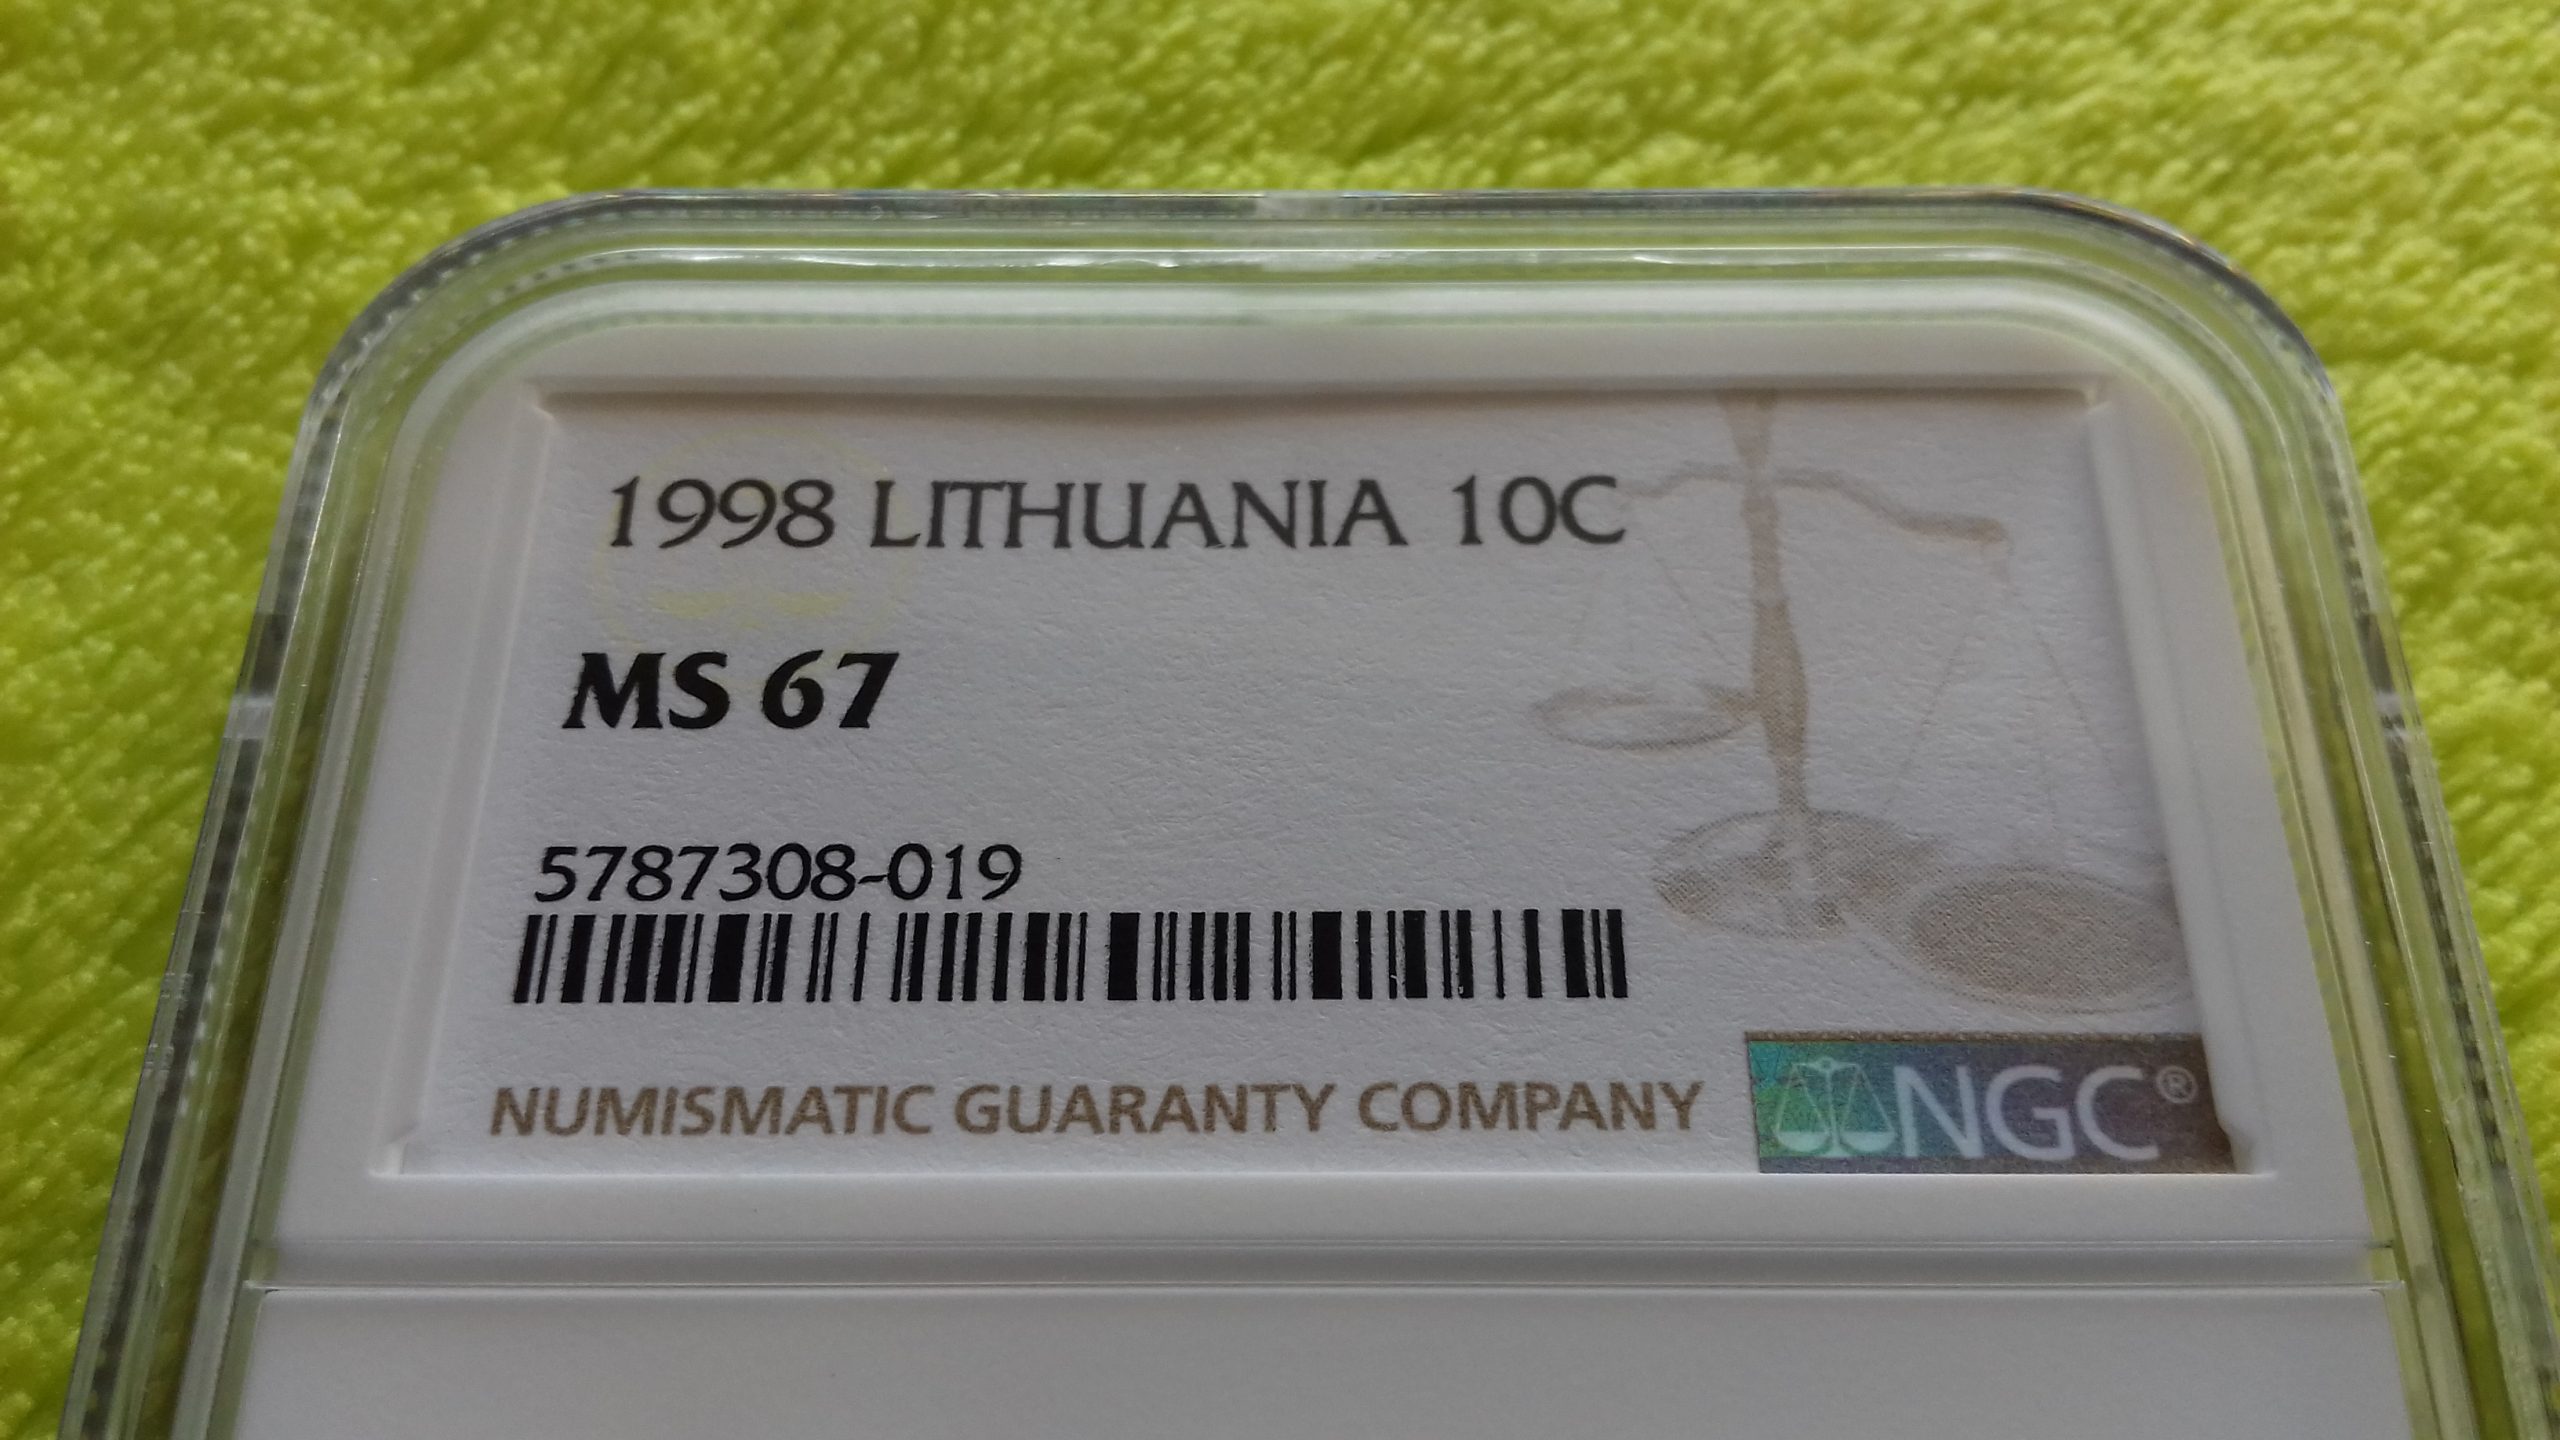 1998 LITHUANIA 10C
MS 67
5787308-019
NUMISMATIC GUARANTY COMPANY
NGC®